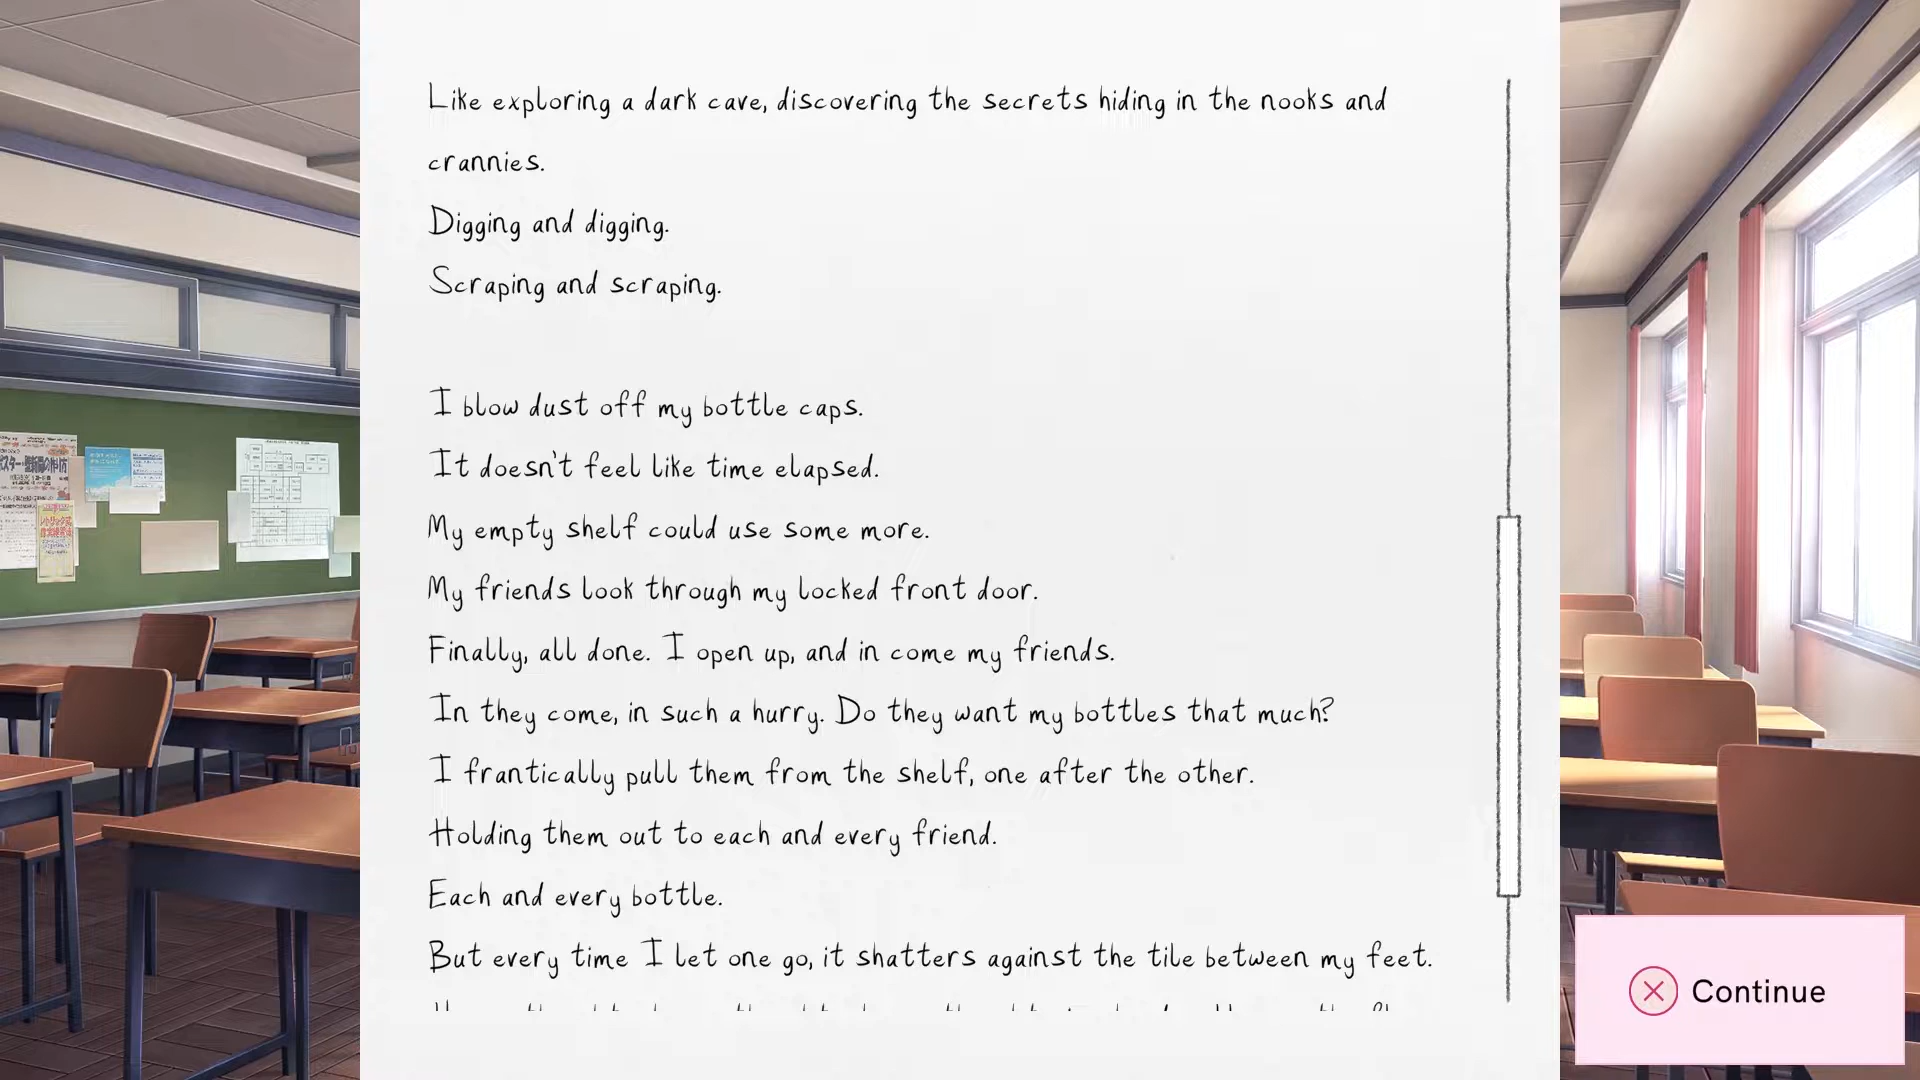 Like exploring a dark cave, discovering the secrets hiding in the nooks and
crannies.
Digging and digging.
Scraping and scraping.
I blow dust off my bottle caps.
It doesn't feel like time elapsed.
My empty shelf could use some more.
My friends look through my locked front door.
Finally, all done. I open up, and in come my friends.
In they come, in such a hurry. Do they want my bottles that much?
I frantically pull them from the shelf, one after the other.
Holding them out to each and every friend.
Each and every bottle.
But every time I let one go, it shatters against the tile between my feet.
Continue